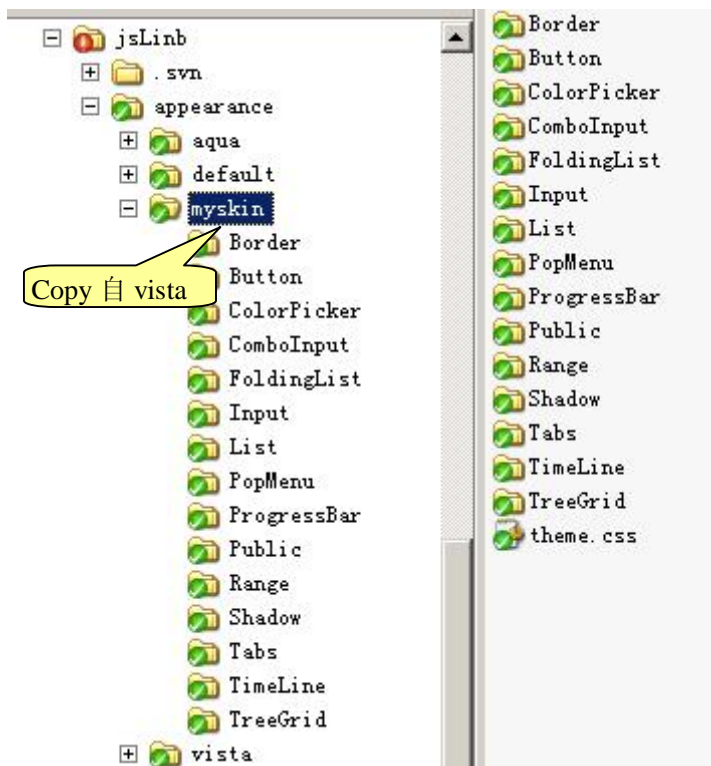 jsLinb
.svn
appearance
aqua
default
myskin
Border
Button
Copy 自 vista
ColorPicker
ComboInput
FoldingList
Input
List
PopMenu
ProgressBar
Public
Range
Shadow
Tabs
TimeLine
TreeGrid
vista
Border
Button
ColorPicker
ComboInput
FoldingList
Input
List
PopMenu
ProgressBar
Public
Range
Shadow
Tabs
TimeLine
TreeGrid
theme.css